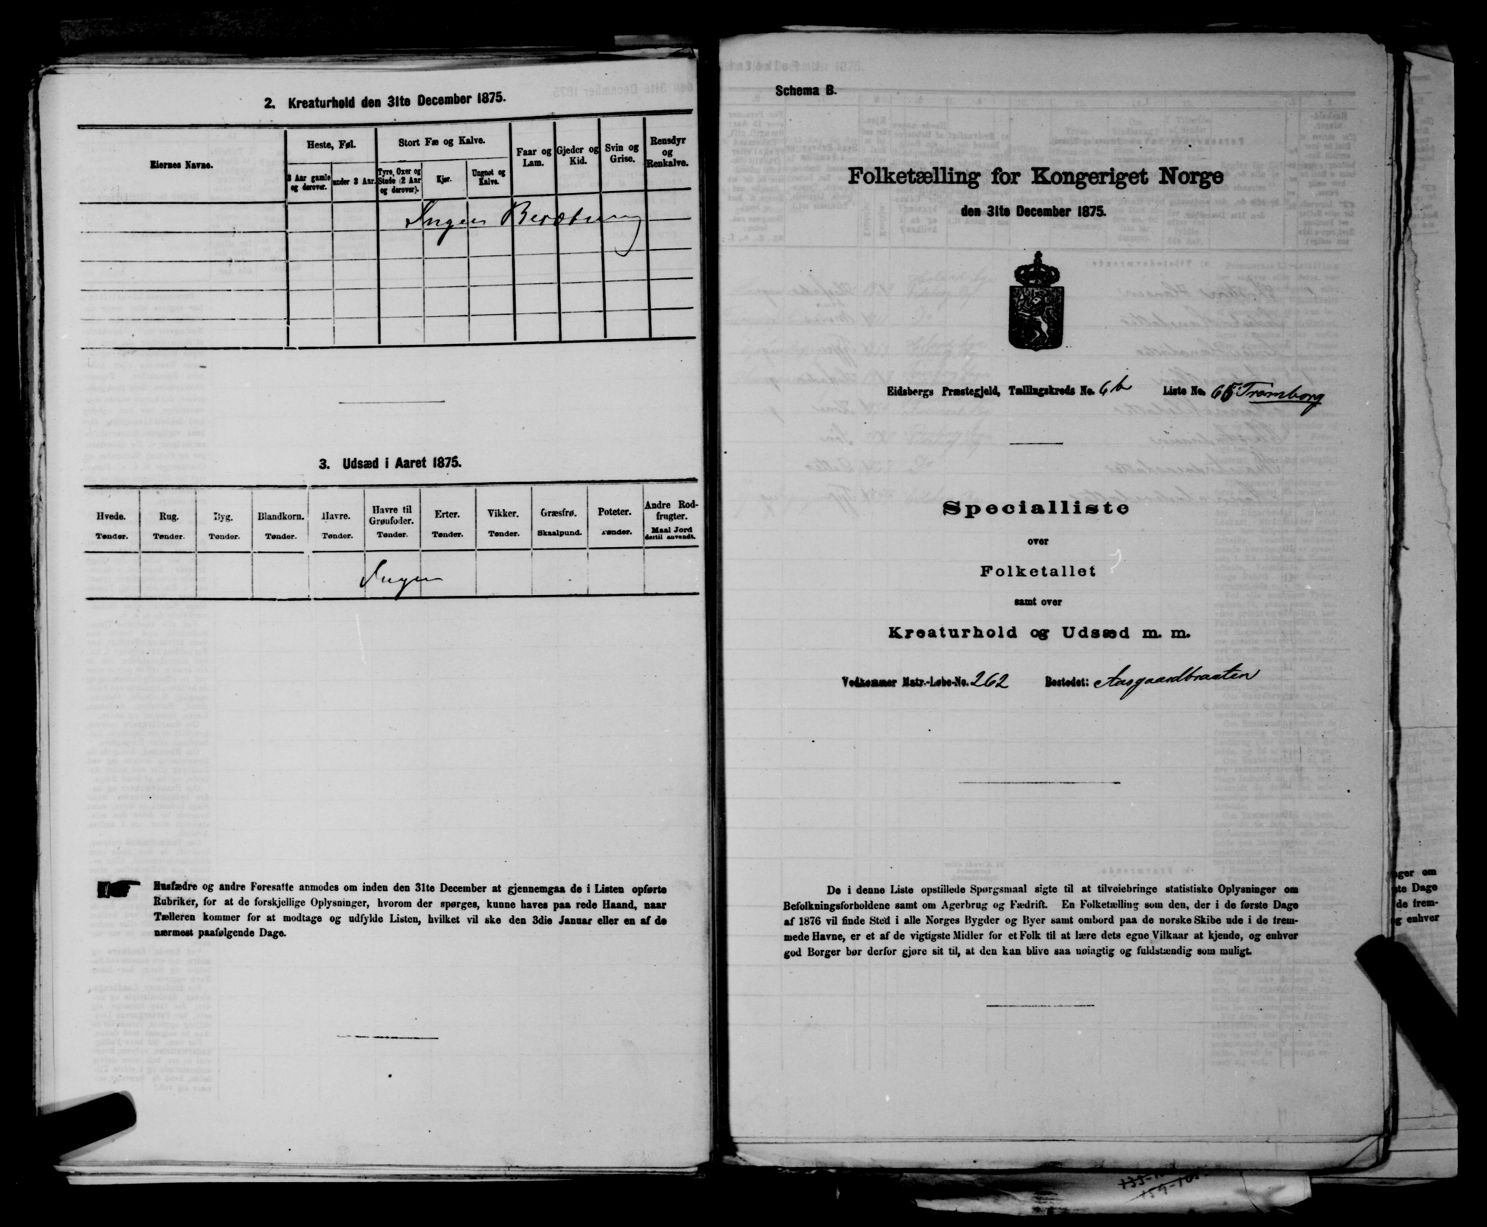 2. Kreaturhold den 31te December 1875.
Eiernes Navne.
Heste, Føl.
Stort Fæ og Kalve.
Faar og Lam.
Gjeder og Kid.
Svin og Grise.
Rensdyr og Renkalve.
3 Aar gamle og derover.
under 3 Aar.
Tyre, Oxer og Stude (2 Aar og derover).
Kjør.
Ungnøt og Kalve.
Ingen
3. Udsæd i Aaret 1875.
Hvede. Rug. Byg. Blandkorn. Havre. Havre til Grønfoder. Erter. Vikker. Græsfrø. Poteter. Andre Rodfrugter.
Tønder. Tønder. Tønder. Tønder. Tønder. Tønder. Tønder. Tønder. Skaalpund. Tønder. Maal Jord dertil anvendt.
Ingen
Husfædre og andre Foresatte anmodes om inden den 31te December at gjennemgaa de i Listen opførte
Rubriker, for at de forskjellige Oplysninger, hvorom der spørges, kunne haves paa rede Haand, naar
Tælleren kommer for at modtage og udfylde Listen, hvilket vil ske den 3die Januar eller en af de
nærmest paafølgende Dage.
Schema B.
Folketælling for Kongeriget Norge
den 31te December 1875.
Eidsbergs Præstegjeld, Tællingskreds No. 6b Liste No. 65 Trømborg
Specialliste
over
Folketallet
samt over
Kreaturhold og Udsæd m. m.
Vedkommer Matr.-Løbe-No. 262 Bostedet: Aasgaardbraaten
De i denne Liste opstillede Spørgsmaal sigte til at tilveiebringe statistiske Oplysninger om
Befolkningsforholdene samt om Agerbrug og Fædrift. En Folketælling som den, der i de første Dage
af 1876 vil finde Sted i alle Norges Bygder og Byer samt ombord paa de norske Skibe ude i de frem-
mede Havne, er et af de vigtigste Midler for et Folk til at lære dets egne Vilkaar at kjende, og enhver
god Borger bør derfor gjøre sit til, at den kan blive saa nøiagtig og fuldstændig som muligt.